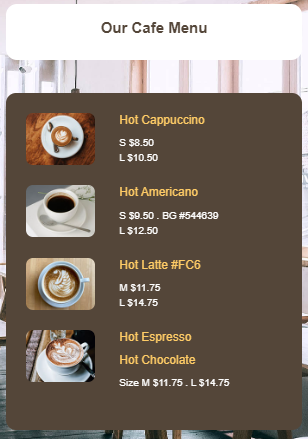 Our Cafe Menu
Hot Cappuccino
S $8.50
L $10.50
Hot Americano
S $9.50 . BG #544639
L $12.50
Hot Latte #FC6
M $11.75
L $14.75
Hot Espresso
Hot Chocolate
Size M $11.75 . L $14.75